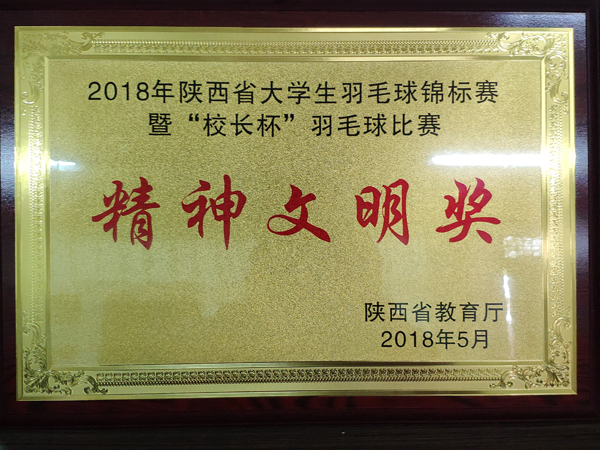 2018年陕西省大学生羽毛球锦标赛
暨“校长杯”羽毛球比赛
精神文明奖
陕西省教育厅
2018年5月